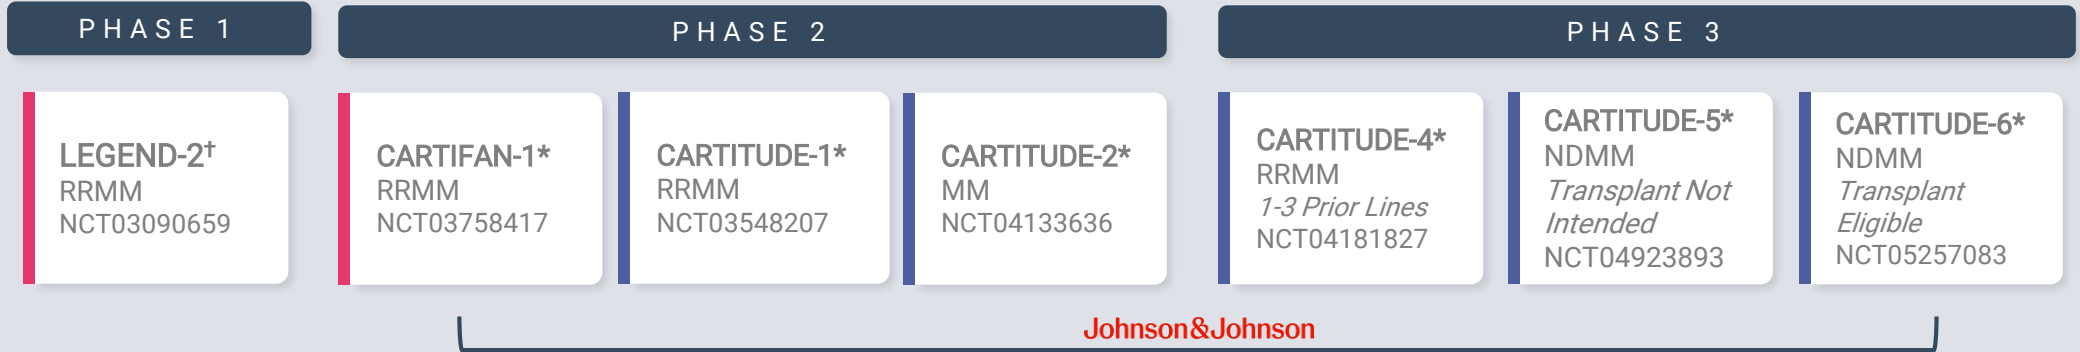 PHASE 1
PHASE 2
PHASE 3
LEGEND-2†
RRMM
NCT03090659
CARTIFAN-1*
RRMM
NCT03758417
CARTITUDE-1*
RRMM
NCT03548207
CARTITUDE-2*
MM
NCT04133636
CARTITUDE-4*
RRMM
1-3 Prior Lines
NCT04181827
CARTITUDE-5*
NDMM
Transplant Not
Intended
NCT04923893
CARTITUDE-6*
NDMM
Transplant
Eligible
NCT05257083
Johnson&Johnson